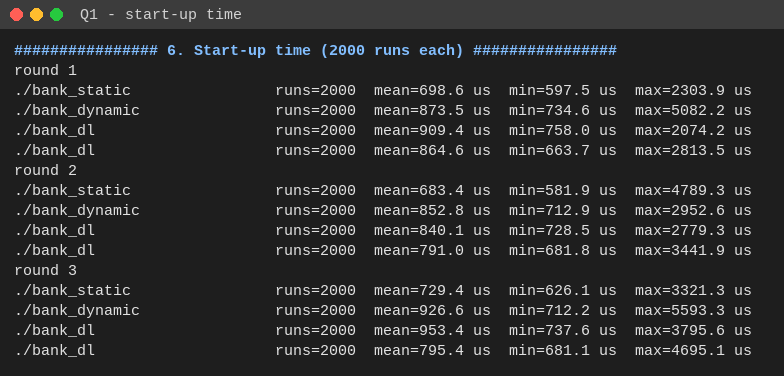 Q1 - start-up time
################ 6. Start-up time (2000 runs each) ################
round 1
./bank_static                runs=2000  mean=698.6 us  min=597.5 us  max=2303.9 us
./bank_dynamic               runs=2000  mean=873.5 us  min=734.6 us  max=5082.2 us
./bank_dl                    runs=2000  mean=909.4 us  min=758.0 us  max=2074.2 us
./bank_dl                    runs=2000  mean=864.6 us  min=663.7 us  max=2813.5 us
round 2
./bank_static                runs=2000  mean=683.4 us  min=581.9 us  max=4789.3 us
./bank_dynamic               runs=2000  mean=852.8 us  min=712.9 us  max=2952.6 us
./bank_dl                    runs=2000  mean=840.1 us  min=728.5 us  max=2779.3 us
./bank_dl                    runs=2000  mean=791.0 us  min=681.8 us  max=3441.9 us
round 3
./bank_static                runs=2000  mean=729.4 us  min=626.1 us  max=3321.3 us
./bank_dynamic               runs=2000  mean=926.6 us  min=712.2 us  max=5593.3 us
./bank_dl                    runs=2000  mean=953.4 us  min=737.6 us  max=3795.6 us
./bank_dl                    runs=2000  mean=795.4 us  min=681.1 us  max=4695.1 us